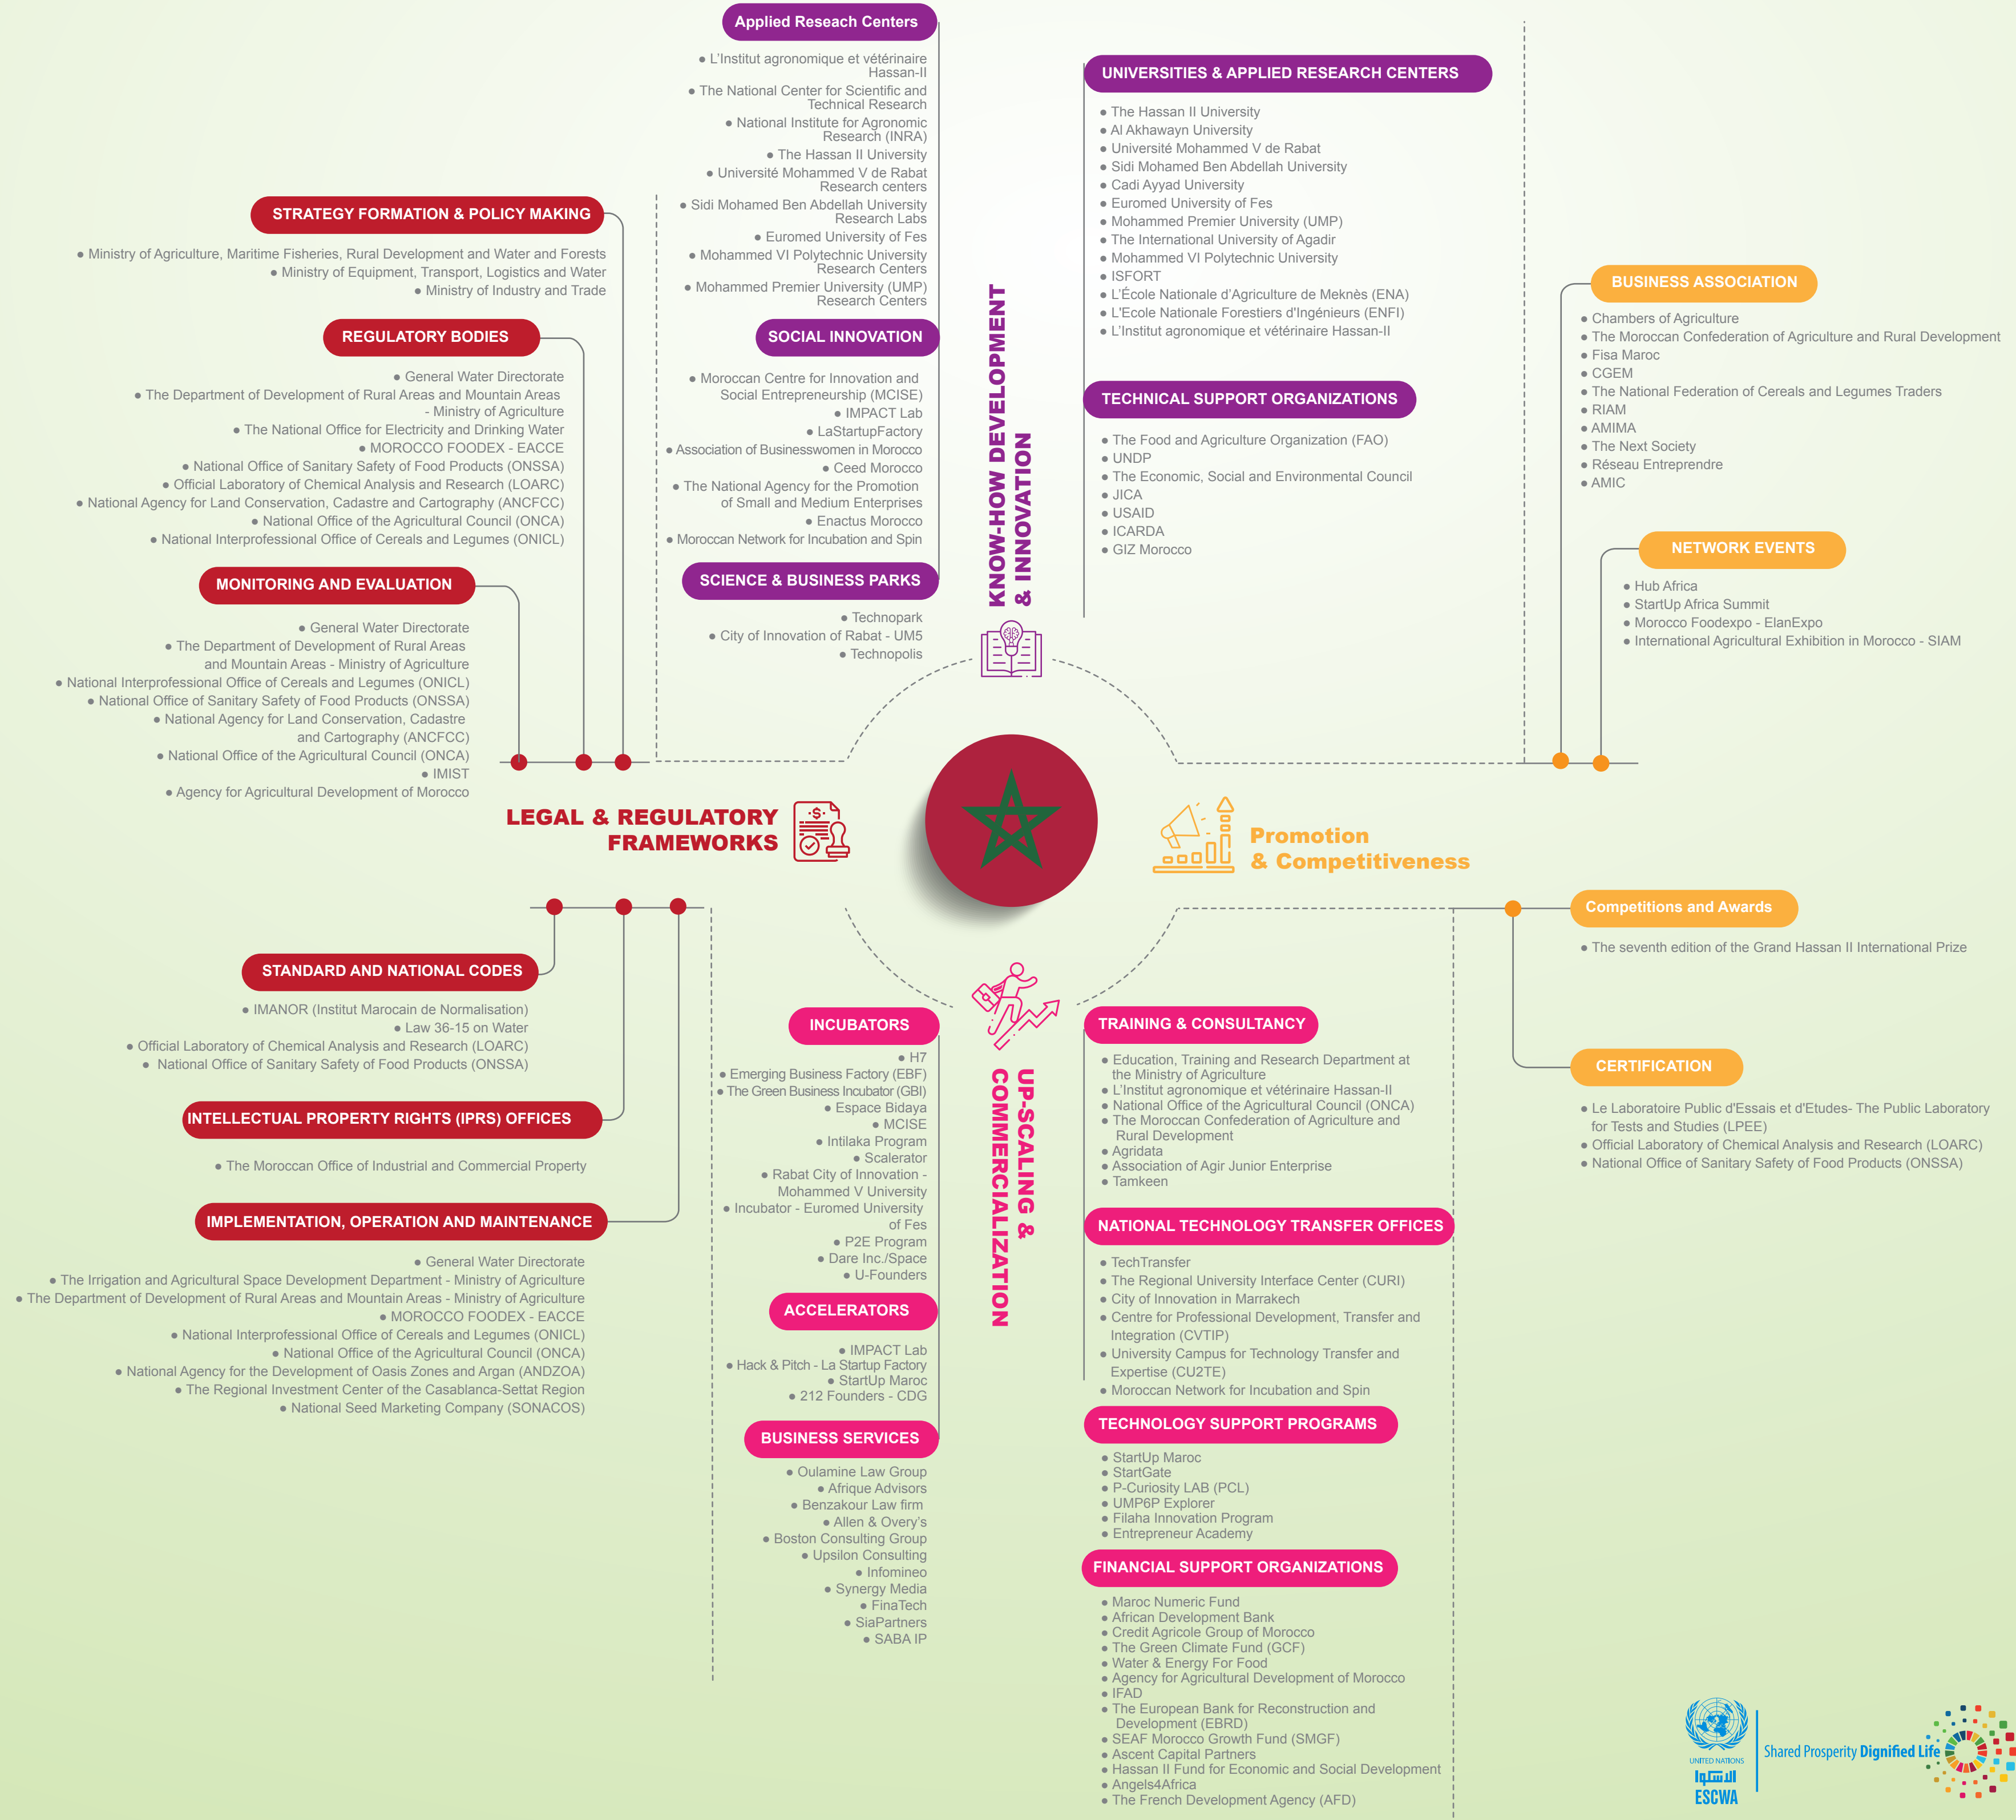 Applied Reseach Centers
● L'Institut agronomique et vétérinaire
Hassan-II
● The National Center for Scientific and
Technical Research
● National Institute for Agronomic
Research (INRA)
● The Hassan II University
● Université Mohammed V de Rabat
Research centers
● Sidi Mohamed Ben Abdellah University
Research Labs
● Euromed University of Fes
● Mohammed VI Polytechnic University
Research Centers
● Mohammed Premier University (UMP)
Research Centers
SOCIAL INNOVATION
● Moroccan Centre for Innovation and
Social Entrepreneurship (MCISE)
● IMPACT Lab
● LaStartupFactory
● Association of Businesswomen in Morocco
● Ceed Morocco
● The National Agency for the Promotion
of Small and Medium Enterprises
● Enactus Morocco
● Moroccan Network for Incubation and Spin
SCIENCE & BUSINESS PARKS
● Technopark
● City of Innovation of Rabat - UM5
● Technopolis
KNOW-HOW DEVELOPMENT
& INNOVATION
UNIVERSITIES & APPLIED RESEARCH CENTERS
● The Hassan II University
● Al Akhawayn University
● Université Mohammed V de Rabat
● Sidi Mohamed Ben Abdellah University
● Cadi Ayyad University
● Euromed University of Fes
● Mohammed Premier University (UMP)
● The International University of Agadir
● Mohammed VI Polytechnic University
● ISFORT
● L'École Nationale d'Agriculture de Meknès (ENA)
● L'Ecole Nationale Forestiers d'Ingénieurs (ENFI)
● L'Institut agronomique et vétérinaire Hassan-II
TECHNICAL SUPPORT ORGANIZATIONS
● The Food and Agriculture Organization (FAO)
● UNDP
● The Economic, Social and Environmental Council
● JICA
● USAID
● ICARDA
● GIZ Morocco
STRATEGY FORMATION & POLICY MAKING
● Ministry of Agriculture, Maritime Fisheries, Rural Development and Water and Forests
● Ministry of Equipment, Transport, Logistics and Water
● Ministry of Industry and Trade
REGULATORY BODIES
● General Water Directorate
● The Department of Development of Rural Areas and Mountain Areas
- Ministry of Agriculture
● The National Office for Electricity and Drinking Water
● MOROCCO FOODEX - EACCE
● National Office of Sanitary Safety of Food Products (ONSSA)
● Official Laboratory of Chemical Analysis and Research (LOARC)
● National Agency for Land Conservation, Cadastre and Cartography (ANCFCC)
● National Office of the Agricultural Council (ONCA)
● National Interprofessional Office of Cereals and Legumes (ONICL)
MONITORING AND EVALUATION
● General Water Directorate
● The Department of Development of Rural Areas
and Mountain Areas - Ministry of Agriculture
● National Interprofessional Office of Cereals and Legumes (ONICL)
● National Office of Sanitary Safety of Food Products (ONSSA)
● National Agency for Land Conservation, Cadastre
and Cartography (ANCFCC)
● National Office of the Agricultural Council (ONCA)
● IMIST
● Agency for Agricultural Development of Morocco
LEGAL & REGULATORY
FRAMEWORKS
BUSINESS ASSOCIATION
● Chambers of Agriculture
● The Moroccan Confederation of Agriculture and Rural Development
● Fisa Maroc
● CGEM
● The National Federation of Cereals and Legumes Traders
● RIAM
● AMIMA
● The Next Society
● Réseau Entreprendre
● AMIC
NETWORK EVENTS
● Hub Africa
● StartUp Africa Summit
● Morocco Foodexpo - ElanExpo
● International Agricultural Exhibition in Morocco - SIAM
Promotion
& Competitiveness
Competitions and Awards
● The seventh edition of the Grand Hassan II International Prize
CERTIFICATION
● Le Laboratoire Public d'Essais et d'Etudes- The Public Laboratory
for Tests and Studies (LPEE)
● Official Laboratory of Chemical Analysis and Research (LOARC)
● National Office of Sanitary Safety of Food Products (ONSSA)
STANDARD AND NATIONAL CODES
● IMANOR (Institut Marocain de Normalisation)
● Law 36-15 on Water
● Official Laboratory of Chemical Analysis and Research (LOARC)
● National Office of Sanitary Safety of Food Products (ONSSA)
INTELLECTUAL PROPERTY RIGHTS (IPRS) OFFICES
● The Moroccan Office of Industrial and Commercial Property
IMPLEMENTATION, OPERATION AND MAINTENANCE
● General Water Directorate
● The Irrigation and Agricultural Space Development Department - Ministry of Agriculture
● The Department of Development of Rural Areas and Mountain Areas - Ministry of Agriculture
● MOROCCO FOODEX - EACCE
● National Interprofessional Office of Cereals and Legumes (ONICL)
● National Office of the Agricultural Council (ONCA)
● National Agency for the Development of Oasis Zones and Argan (ANDZOA)
● The Regional Investment Center of the Casablanca-Settat Region
● National Seed Marketing Company (SONACOS)
INCUBATORS
● H7
● Emerging Business Factory (EBF)
● The Green Business Incubator (GBI)
● Espace Bidaya
● MCISE
● Intilaka Program
● Scalerator
● Rabat City of Innovation -
Mohammed V University
● Incubator - Euromed University
of Fes
● P2E Program
● Dare Inc./Space
● U-Founders
ACCELERATORS
● IMPACT Lab
● Hack & Pitch - La Startup Factory
● StartUp Maroc
● 212 Founders - CDG
BUSINESS SERVICES
● Oulamine Law Group
● Afrique Advisors
● Benzakour Law firm
● Allen & Overy's
● Boston Consulting Group
● Upsilon Consulting
● Infomineo
● Synergy Media
● FinaTech
● SiaPartners
● SABA IP
UP-SCALING &
COMMERCIALIZATION
TRAINING & CONSULTANCY
● Education, Training and Research Department at
the Ministry of Agriculture
● L'Institut agronomique et vétérinaire Hassan-II
● National Office of the Agricultural Council (ONCA)
● The Moroccan Confederation of Agriculture and
Rural Development
● Agridata
● Association of Agir Junior Enterprise
● Tamkeen
NATIONAL TECHNOLOGY TRANSFER OFFICES
● TechTransfer
● The Regional University Interface Center (CURI)
● City of Innovation in Marrakech
● Centre for Professional Development, Transfer and
Integration (CVTIP)
● University Campus for Technology Transfer and
Expertise (CU2TE)
● Moroccan Network for Incubation and Spin
TECHNOLOGY SUPPORT PROGRAMS
● StartUp Maroc
● StartGate
● P-Curiosity LAB (PCL)
● UMP6P Explorer
● Filaha Innovation Program
● Entrepreneur Academy
FINANCIAL SUPPORT ORGANIZATIONS
● Maroc Numeric Fund
● African Development Bank
● Credit Agricole Group of Morocco
● The Green Climate Fund (GCF)
● Water & Energy For Food
● Agency for Agricultural Development of Morocco
● IFAD
● The European Bank for Reconstruction and
Development (EBRD)
● SEAF Morocco Growth Fund (SMGF)
● Ascent Capital Partners
● Hassan II Fund for Economic and Social Development
● Angels4Africa
● The French Development Agency (AFD)
UNITED NATIONS
الاسكوا
ESCWA
Shared Prosperity Dignified Life